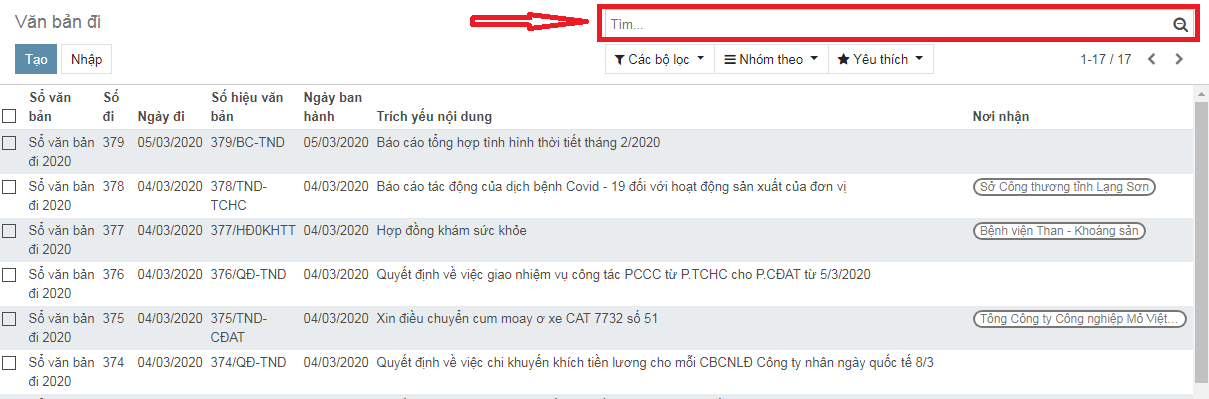 Văn bản đi
Tìm...
Tạo Nhập
Các bộ lọc Nhóm theo Yêu thích 1-17 / 17
Sổ văn bản Số đi Ngày đi Số hiệu văn bản Ngày ban hành Trích yếu nội dung Nơi nhận
Sổ văn bản đi 2020 379 05/03/2020 379/BC-TND 05/03/2020 Báo cáo tổng hợp tình hình thời tiết tháng 2/2020
Sổ văn bản đi 2020 378 04/03/2020 378/TND-TCHC 04/03/2020 Báo cáo tác động của dịch bệnh Covid - 19 đối với hoạt động sản xuất của đơn vị Sở Công thương tỉnh Lạng Sơn
Sổ văn bản đi 2020 377 04/03/2020 377/HĐ0KHTT 04/03/2020 Hợp đồng khám sức khỏe Bệnh viện Than - Khoáng sản
Sổ văn bản đi 2020 376 04/03/2020 376/QĐ-TND 04/03/2020 Quyết định về việc giao nhiệm vụ công tác PCCC từ P.TCHC cho P.CĐAT từ 5/3/2020
Sổ văn bản đi 2020 375 04/03/2020 375/TND-CĐAT 04/03/2020 Xin điều chuyển cum moay ơ xe CAT 7732 số 51 Tông Công ty Công nghiệp Mỏ Việt...
Sổ văn bản đi 2020 374 04/03/2020 374/QĐ-TND 04/03/2020 Quyết định về việc chi khuyến khích tiền lương cho mỗi CBCNLĐ Công ty nhân ngày quốc tế 8/3